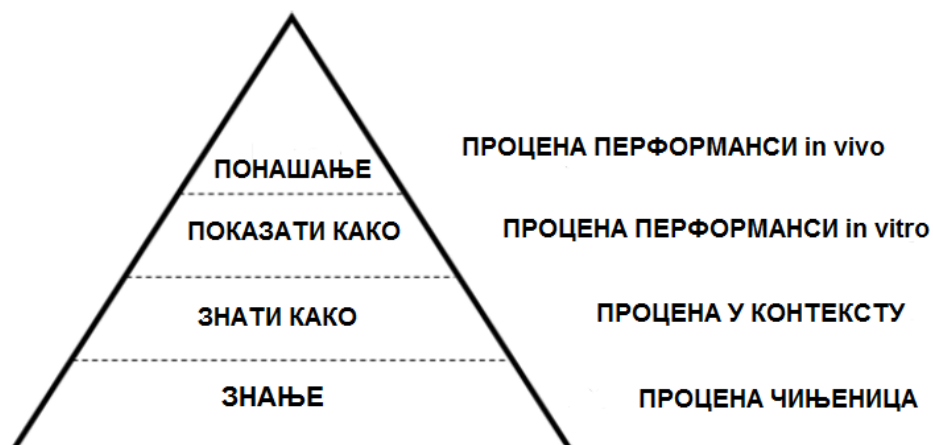 ПОНАШАЊЕ
ПРОЦЕНА ПЕРФОРМАНСИ in vivo
ПОКАЗАТИ КАКО
ПРОЦЕНА ПЕРФОРМАНСИ in vitro
ЗНАТИ КАКО
ПРОЦЕНА У КОНТЕКСТУ
ЗНАЊЕ
ПРОЦЕНА ЧИЊЕНИЦА